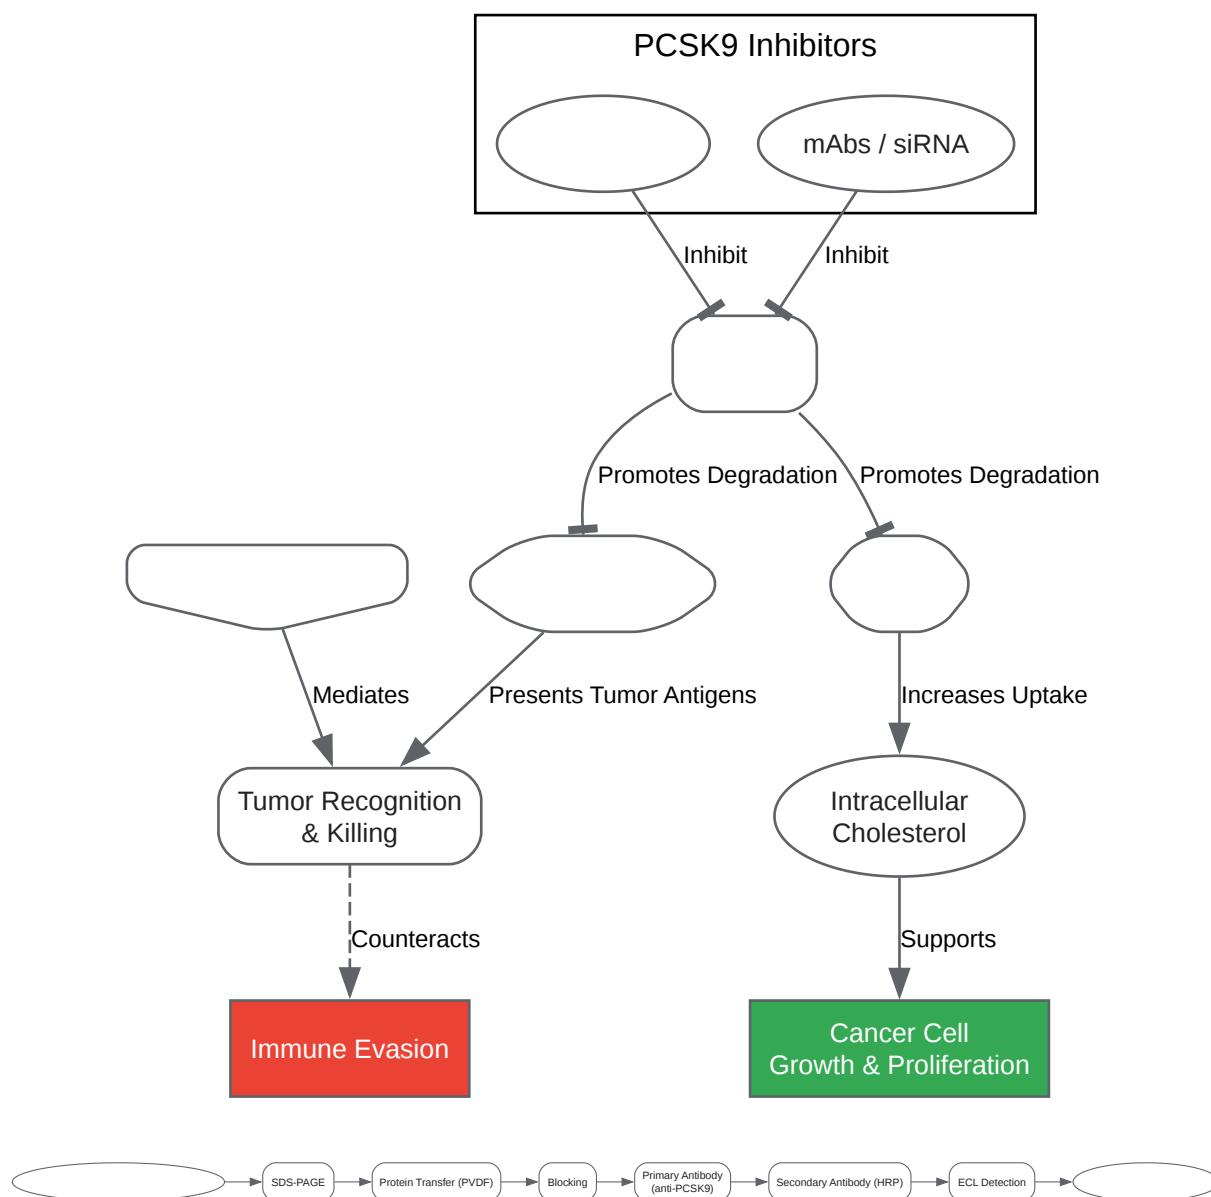 PCSK9 Inhibitors
mAbs / siRNA
Inhibit
Inhibit
Promotes Degradation
Promotes Degradation
Mediates
Presents Tumor Antigens
Increases Uptake
Tumor Recognition
& Killing
Intracellular
Cholesterol
Counteracts
Supports
Immune Evasion
Cancer Cell
Growth & Proliferation
SDS-PAGE
Protein Transfer (PVDF)
Blocking
Primary Antibody
(anti-PCSK9)
Secondary Antibody (HRP)
ECL Detection